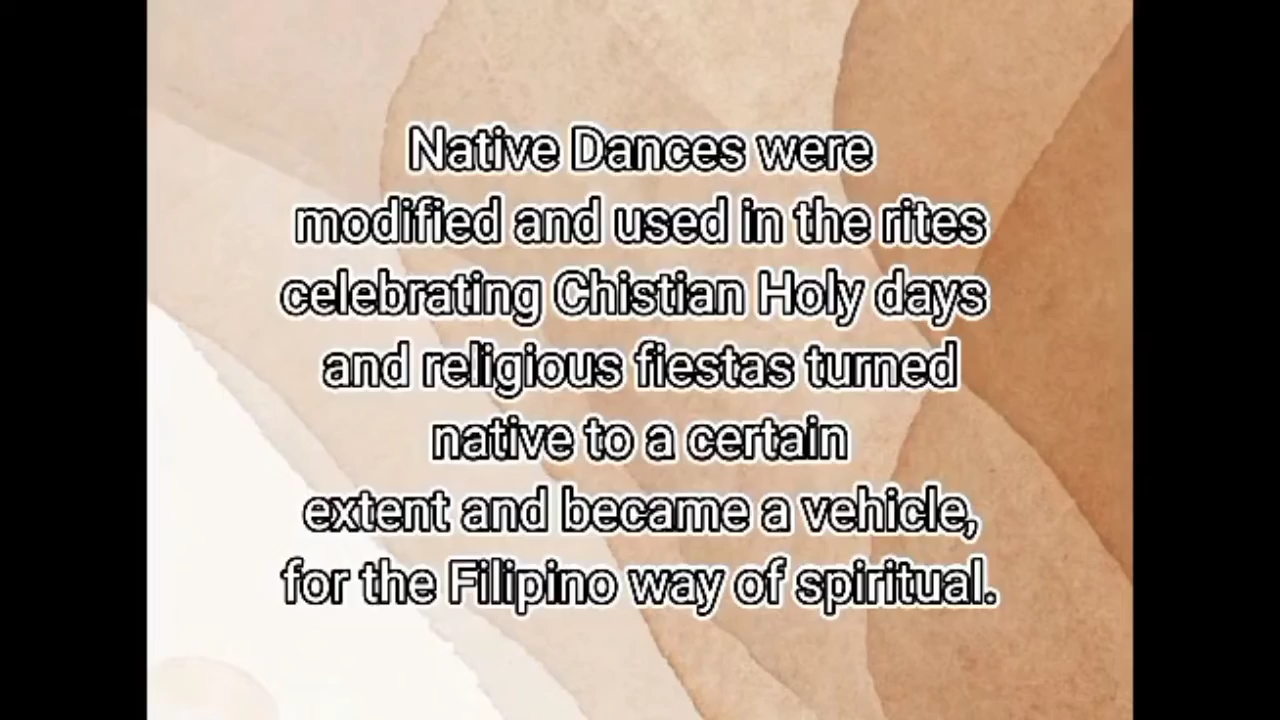 Native Dances were
modified and used in the rites
celebrating Chistian Holy days
and religious fiestas turned
native to a certain
extent and became a vehicle,
for the Filipino way of spiritual.